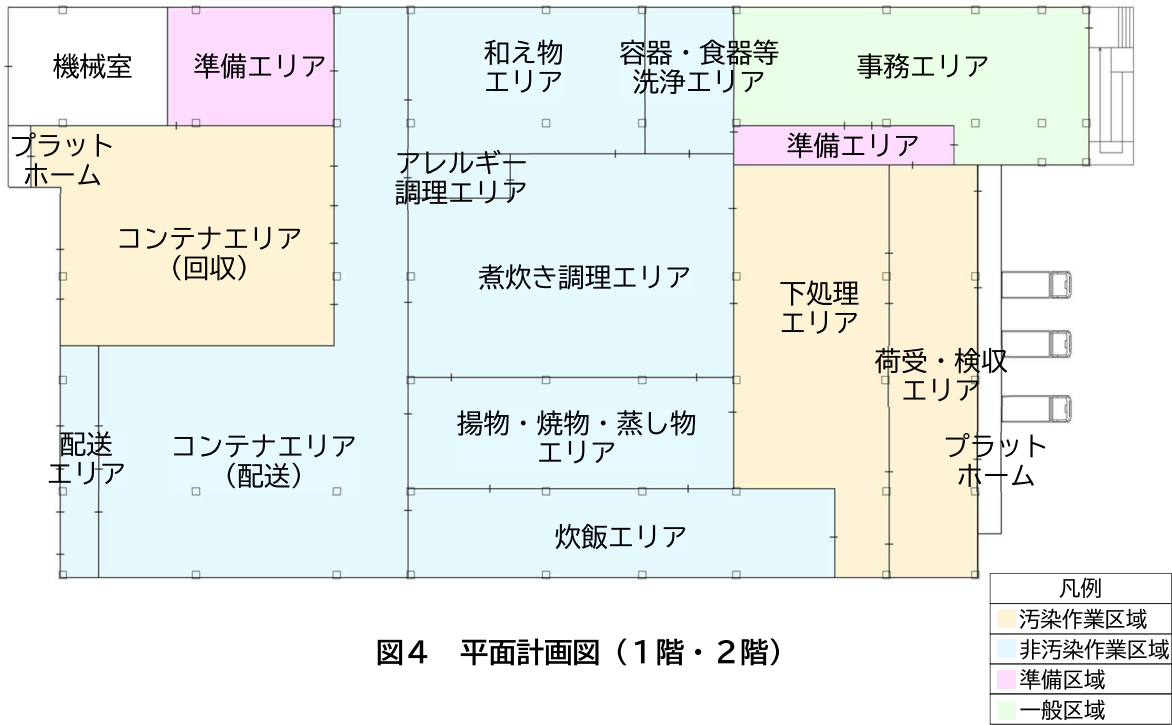 機械室
準備エリア
和え物
エリア
容器・食器等
洗浄エリア
事務エリア
プラット
ホーム
準備エリア
アレルギー
調理エリア
コンテナエリア
（回収）
煮炊き調理エリア
下処理
エリア
荷受・検収
エリア
配送
エリア
コンテナエリア
（配送）
揚物・焼物・蒸し物
エリア
プラット
ホーム
炊飯エリア
凡例
汚染作業区域
非汚染作業区域
準備区域
一般区域
図４　平面計画図（１階・２階）